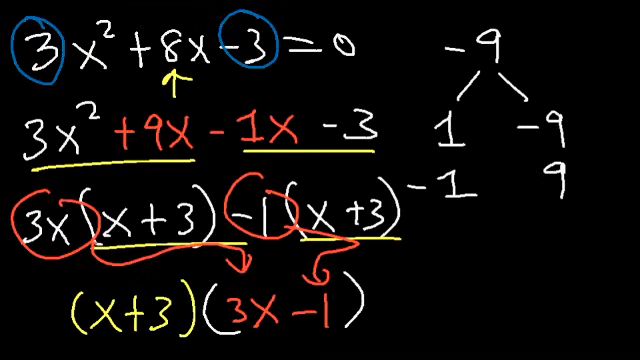 3x² + 8x - 3 = 0
- 9
3x² + 9x - 1x - 3
1 -9
3x(x + 3) - 1(x + 3)
-1 9
(x+3)(3x - 1)